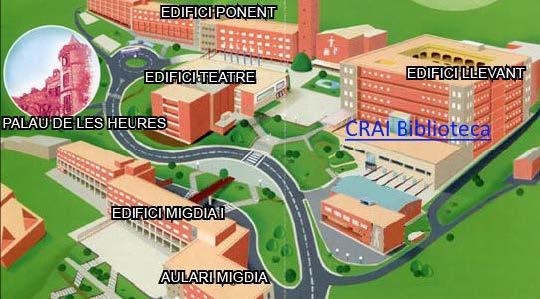 EDIFICI PONENT
EDIFICI TEATRE
EDIFICI LLEVANT
PALAU DE LES HEURES
CRAI Biblioteca
EDIFICI MIGDIA I
AULARI MIGDIA